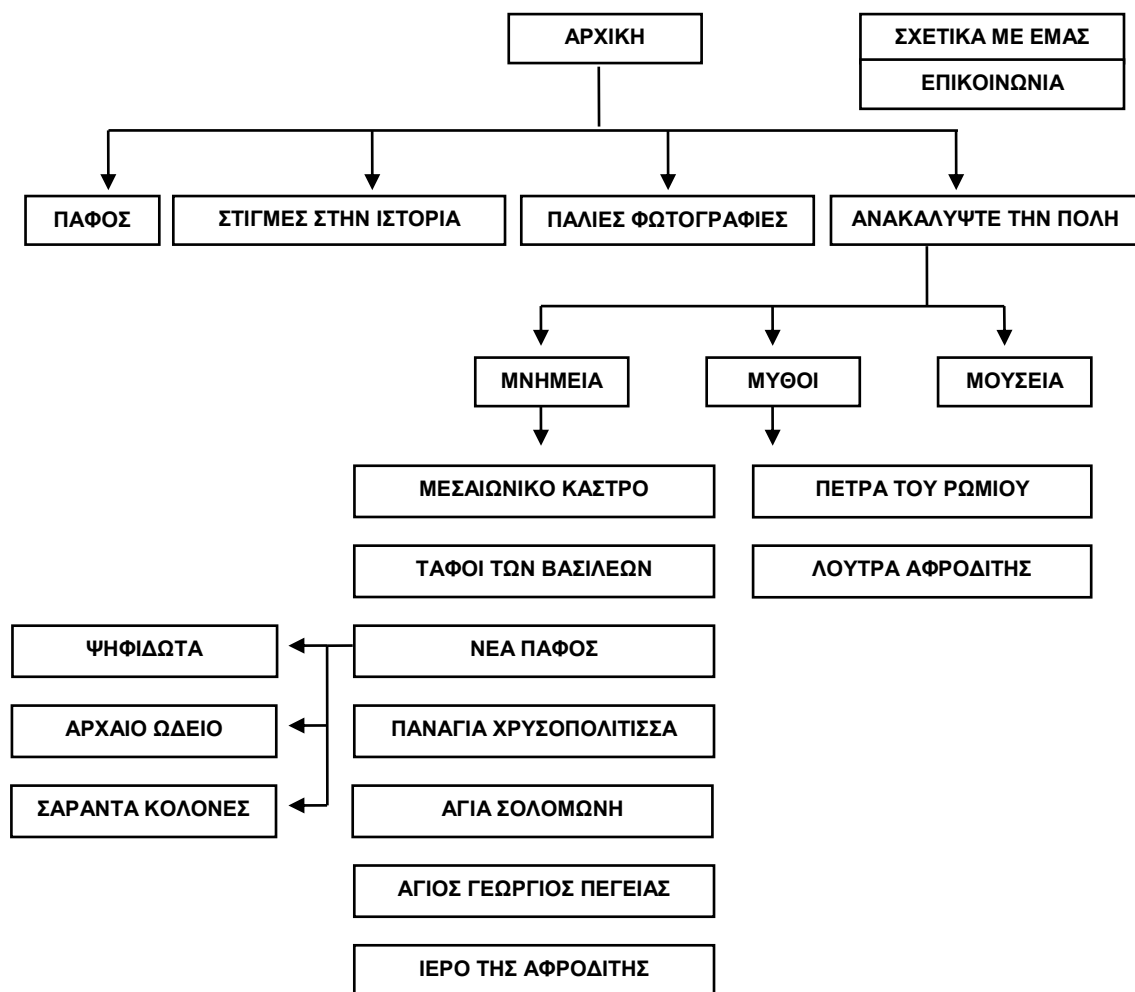 ΑΡΧΙΚΗ
ΣΧΕΤΙΚΑ ΜΕ ΕΜΑΣ
ΕΠΙΚΟΙΝΩΝΙΑ
ΠΑΦΟΣ
ΣΤΙΓΜΕΣ ΣΤΗΝ ΙΣΤΟΡΙΑ
ΠΑΛΙΕΣ ΦΩΤΟΓΡΑΦΙΕΣ
ΑΝΑΚΑΛΥΨΤΕ ΤΗΝ ΠΟΛΗ
ΜΝΗΜΕΙΑ
ΜΥΘΟΙ
ΜΟΥΣΕΙΑ
ΜΕΣΑΙΩΝΙΚΟ ΚΑΣΤΡΟ
ΠΕΤΡΑ ΤΟΥ ΡΩΜΙΟΥ
ΤΑΦΟΙ ΤΩΝ ΒΑΣΙΛΕΩΝ
ΛΟΥΤΡΑ ΑΦΡΟΔΙΤΗΣ
ΨΗΦΙΔΩΤΑ
ΝΕΑ ΠΑΦΟΣ
ΑΡΧΑΙΟ ΩΔΕΙΟ
ΠΑΝΑΓΙΑ ΧΡΥΣΟΠΟΛΙΤΙΣΣΑ
ΣΑΡΑΝΤΑ ΚΟΛΟΝΕΣ
ΑΓΙΑ ΣΟΛΟΜΩΝΗ
ΑΓΙΟΣ ΓΕΩΡΓΙΟΣ ΠΕΓΕΙΑΣ
ΙΕΡΟ ΤΗΣ ΑΦΡΟΔΙΤΗΣ